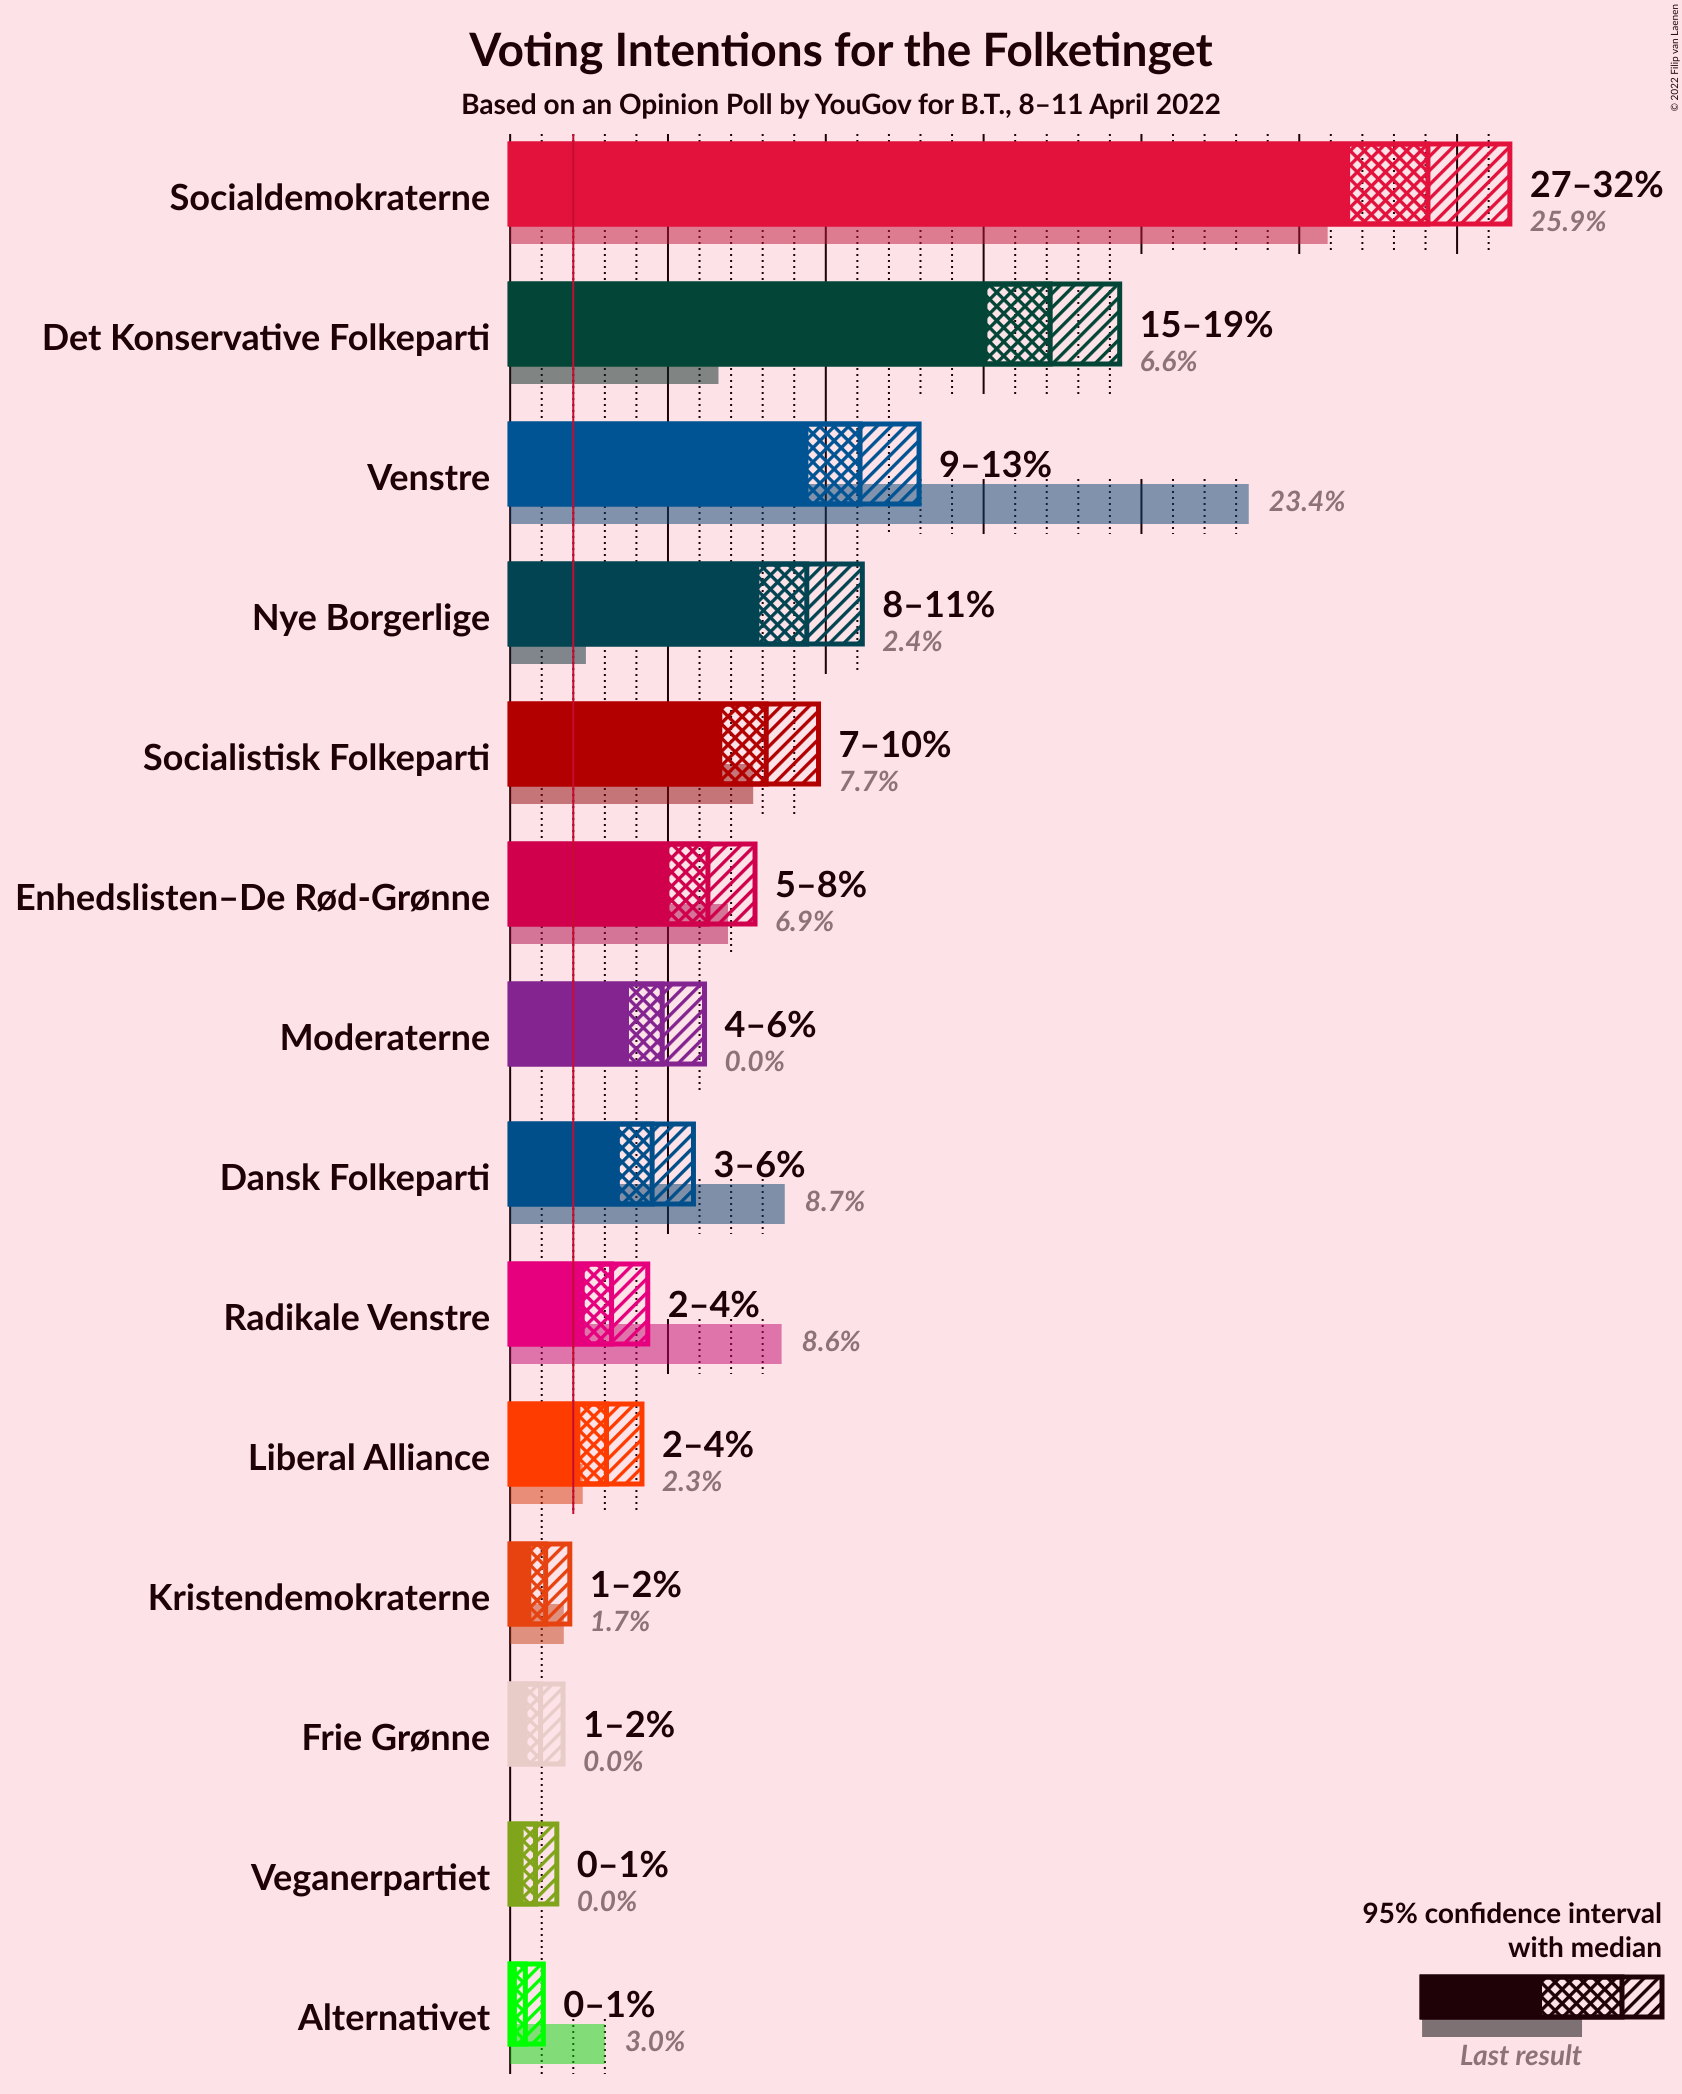 Voting Intentions for the Folketinget
Based on an Opinion Poll by YouGov for B.T., 8–11 April 2022
© 2022 Filip van Laenen
Socialdemokraterne
27–32%
25.9%
Det Konservative Folkeparti
15–19%
6.6%
Venstre
9–13%
23.4%
Nye Borgerlige
8–11%
2.4%
Socialistisk Folkeparti
7–10%
7.7%
Enhedslisten–De Rød-Grønne
5–8%
6.9%
Moderaterne
4–6%
0.0%
Dansk Folkeparti
3–6%
8.7%
Radikale Venstre
2–4%
8.6%
Liberal Alliance
2–4%
2.3%
Kristendemokraterne
1–2%
1.7%
Frie Grønne
1–2%
0.0%
Veganerpartiet
0–1%
0.0%
Alternativet
0–1%
3.0%
95% confidence interval
with median
Last result